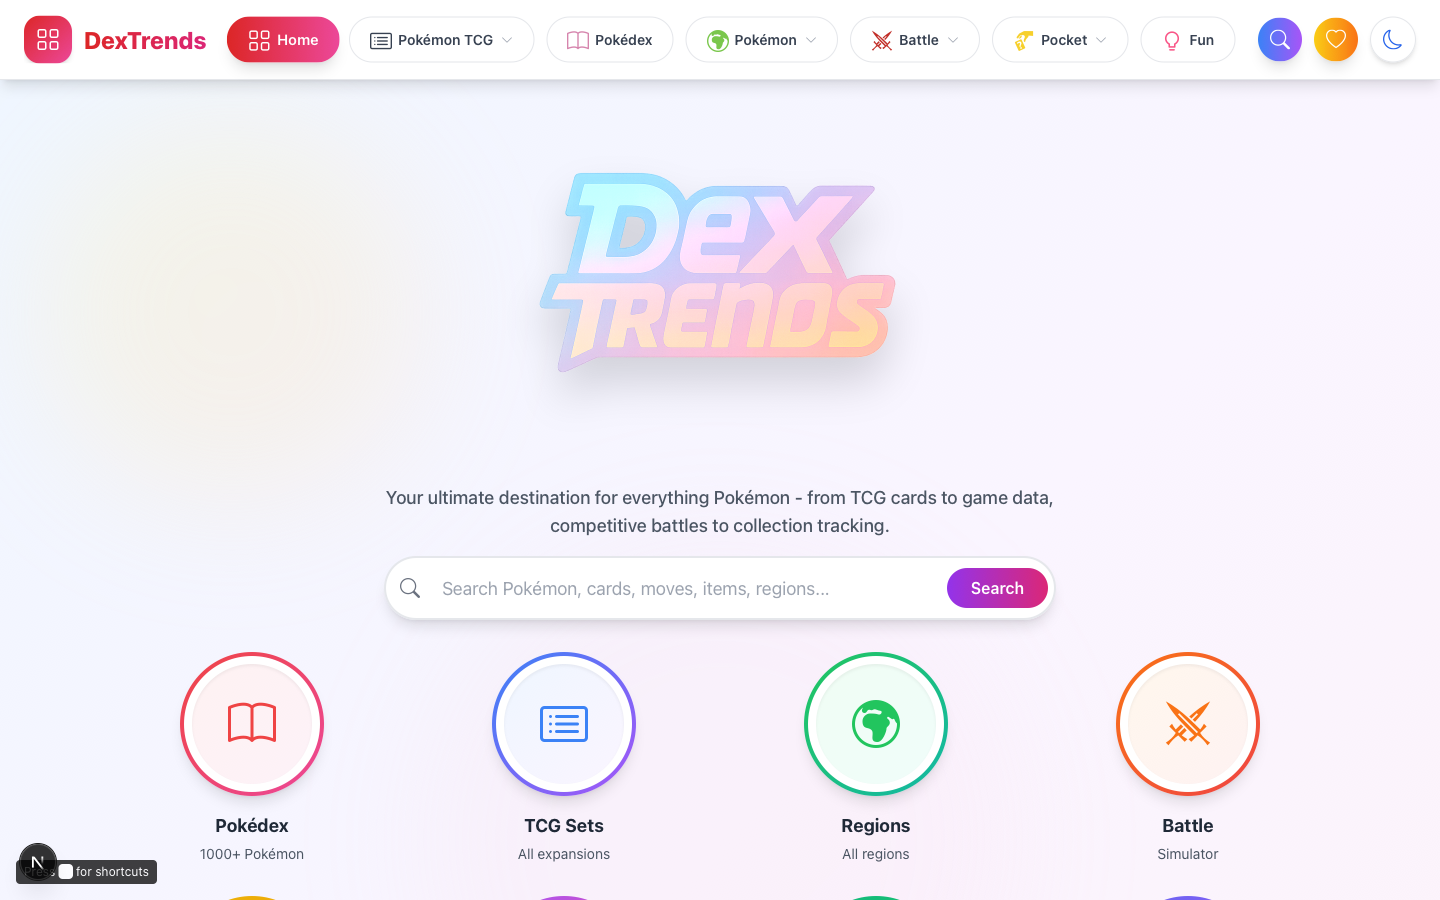 DexTrends
Home
Pokémon TCG
Pokédex
Pokémon
Battle
Pocket
Fun
DEX
TRENDS
Your ultimate destination for everything Pokémon - from TCG cards to game data,
competitive battles to collection tracking.
Search Pokémon, cards, moves, items, regions...
Search
Pokédex
1000+ Pokémon
TCG Sets
All expansions
Regions
All regions
Battle
Simulator
N
for shortcuts